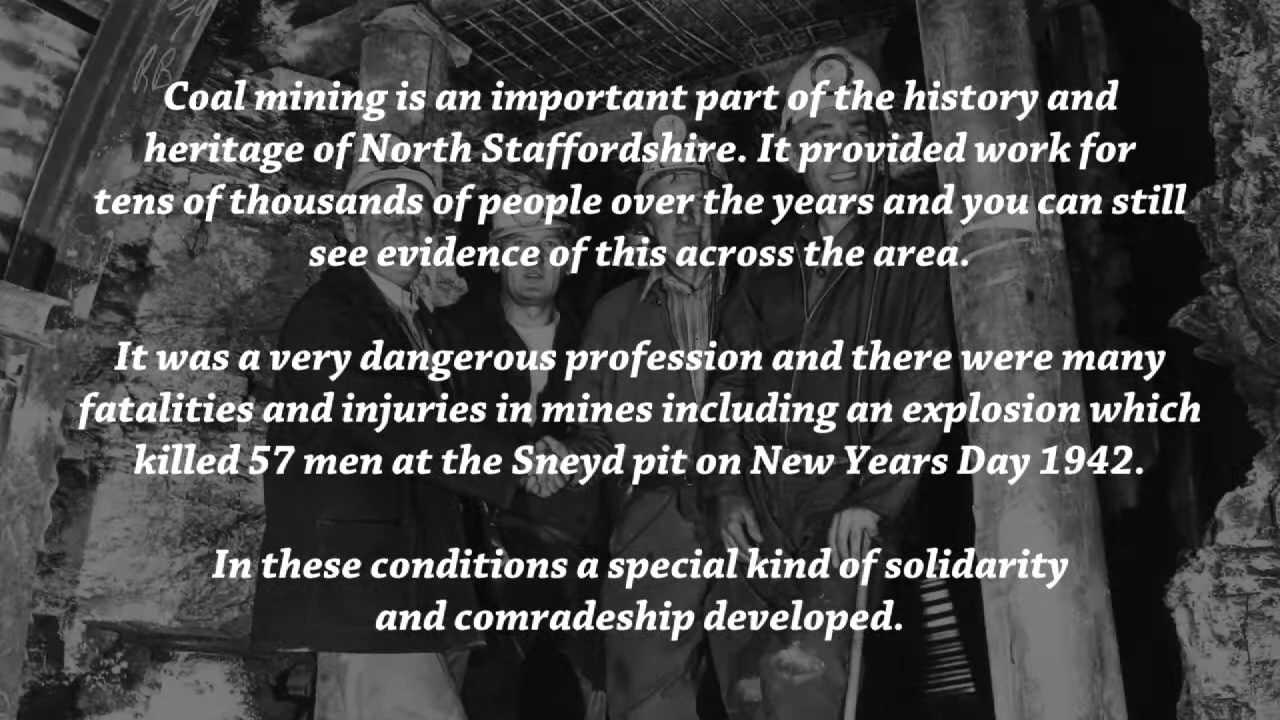 Coal mining is an important part of the history and
heritage of North Staffordshire. It provided work for
tens of thousands of people over the years and you can still
see evidence of this across the area.
It was a very dangerous profession and there were many
fatalities and injuries in mines including an explosion which
killed 57 men at the Sneyd pit on New Years Day 1942.
In these conditions a special kind of solidarity
and comradeship developed.